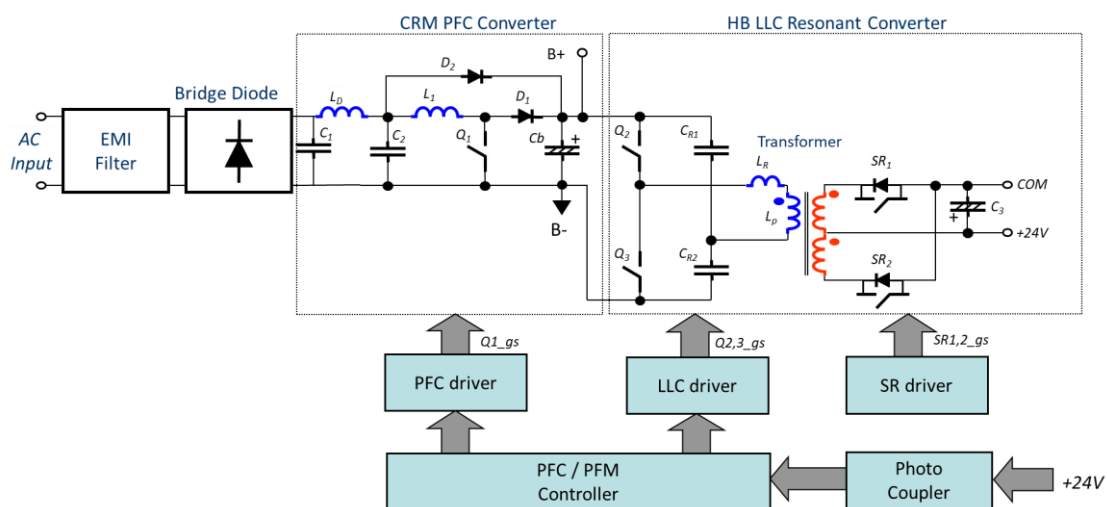 CRM PFC Converter
HB LLC Resonant Converter
B+
D2
Bridge Diode
LD
L1
D1
AC
Input
EMI
Filter
C1
C2
Q1
Cb
+
Q2
CR1
Transformer
LR
SR1
COM
Lp
C3
+
+24V
B-
Q3
CR2
SR2
Q1_gs
Q2,3_gs
SR1,2_gs
PFC driver
LLC driver
SR driver
PFC / PFM
Controller
Photo
Coupler
+24V